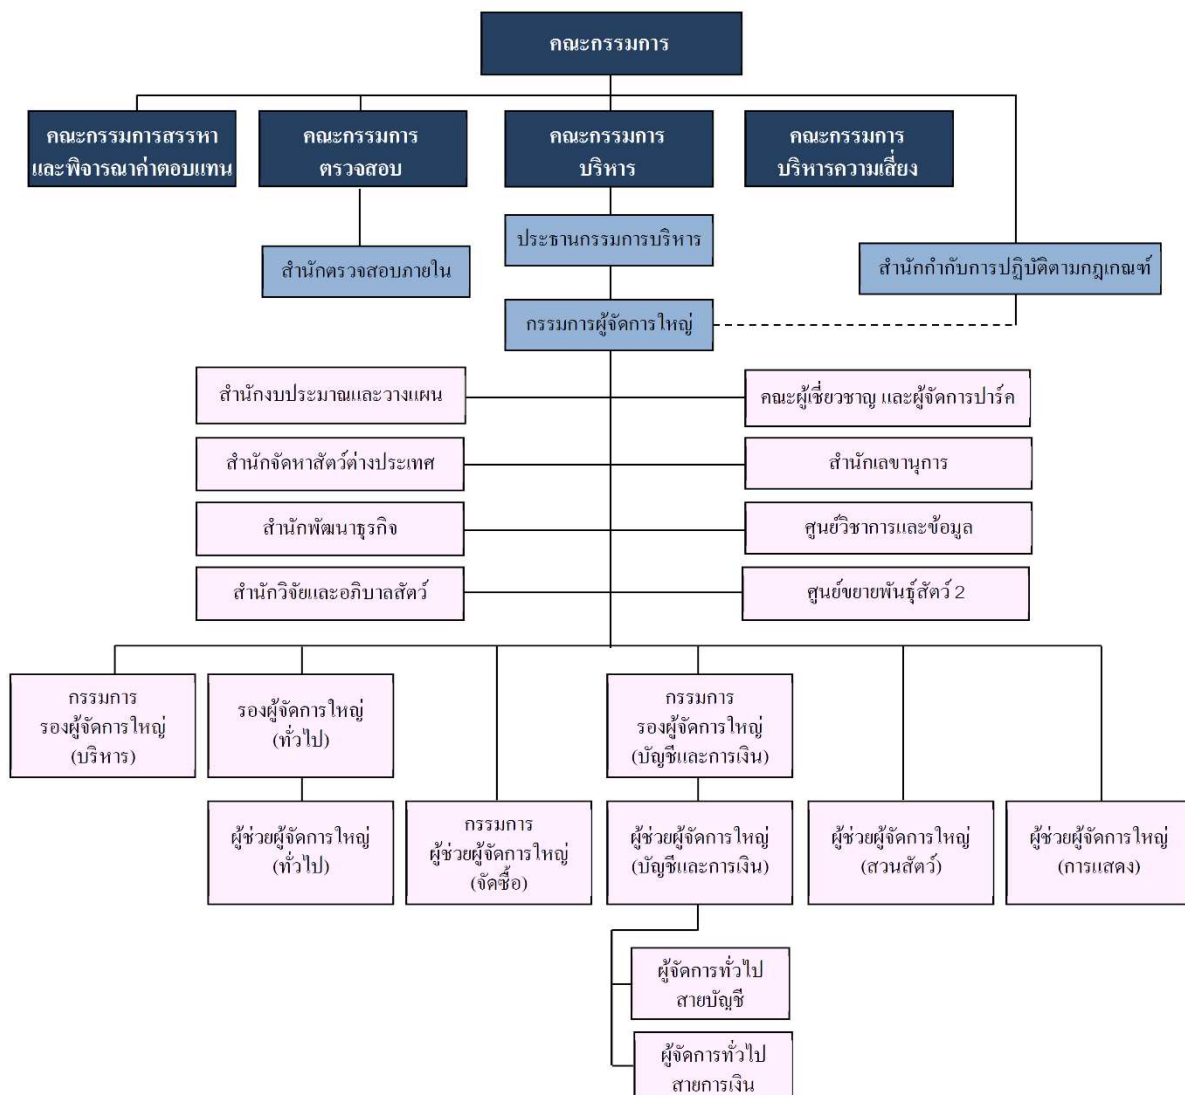 คณะกรรมการ
คณะกรรมการสรรหา
และพิจารณาค่าตอบแทน
คณะกรรมการ
ตรวจสอบ
คณะกรรมการ
บริหาร
คณะกรรมการ
บริหารความเสี่ยง
ประธานกรรมการบริหาร
สำนักตรวจสอบภายใน
สำนักกำกับการปฏิบัติตามกฎเกณฑ์
กรรมการผู้จัดการใหญ่
สำนักงบประมาณและวางแผน
คณะผู้เชี่ยวชาญ และผู้จัดการปาร์ค
สำนักจัดหาสัตว์ต่างประเทศ
สำนักเลขานุการ
สำนักพัฒนาธุรกิจ
ศูนย์วิชาการและข้อมูล
สำนักวิจัยและอภิบาลสัตว์
ศูนย์ขยายพันธุ์สัตว์ 2
กรรมการ
รองผู้จัดการใหญ่
(บริหาร)
รองผู้จัดการใหญ่
(ทั่วไป)
กรรมการ
รองผู้จัดการใหญ่
(บัญชีและการเงิน)
ผู้ช่วยผู้จัดการใหญ่
(ทั่วไป)
กรรมการ
ผู้ช่วยผู้จัดการใหญ่
(จัดซื้อ)
ผู้ช่วยผู้จัดการใหญ่
(บัญชีและการเงิน)
ผู้ช่วยผู้จัดการใหญ่
(สวนสัตว์)
ผู้ช่วยผู้จัดการใหญ่
(การแสดง)
ผู้จัดการทั่วไป
สายบัญชี
ผู้จัดการทั่วไป
สายการเงิน